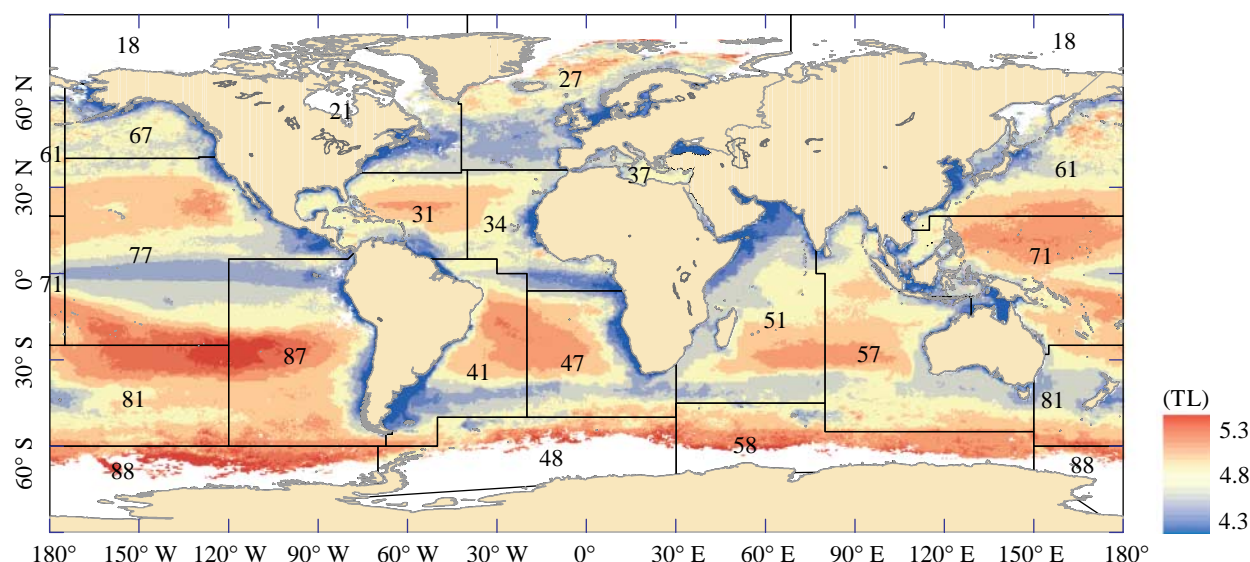 18
18
27
21
67
61
61
37
31
34
77
71
71
51
87
47
57
41
81
81
58
48
88
88
60° N
30° N
0°
30° S
60° S
180°
150° W
120° W
90° W
60° W
30° W
0°
30° E
60° E
90° E
120° E
150° E
180°
(TL)
5.3
4.8
4.3